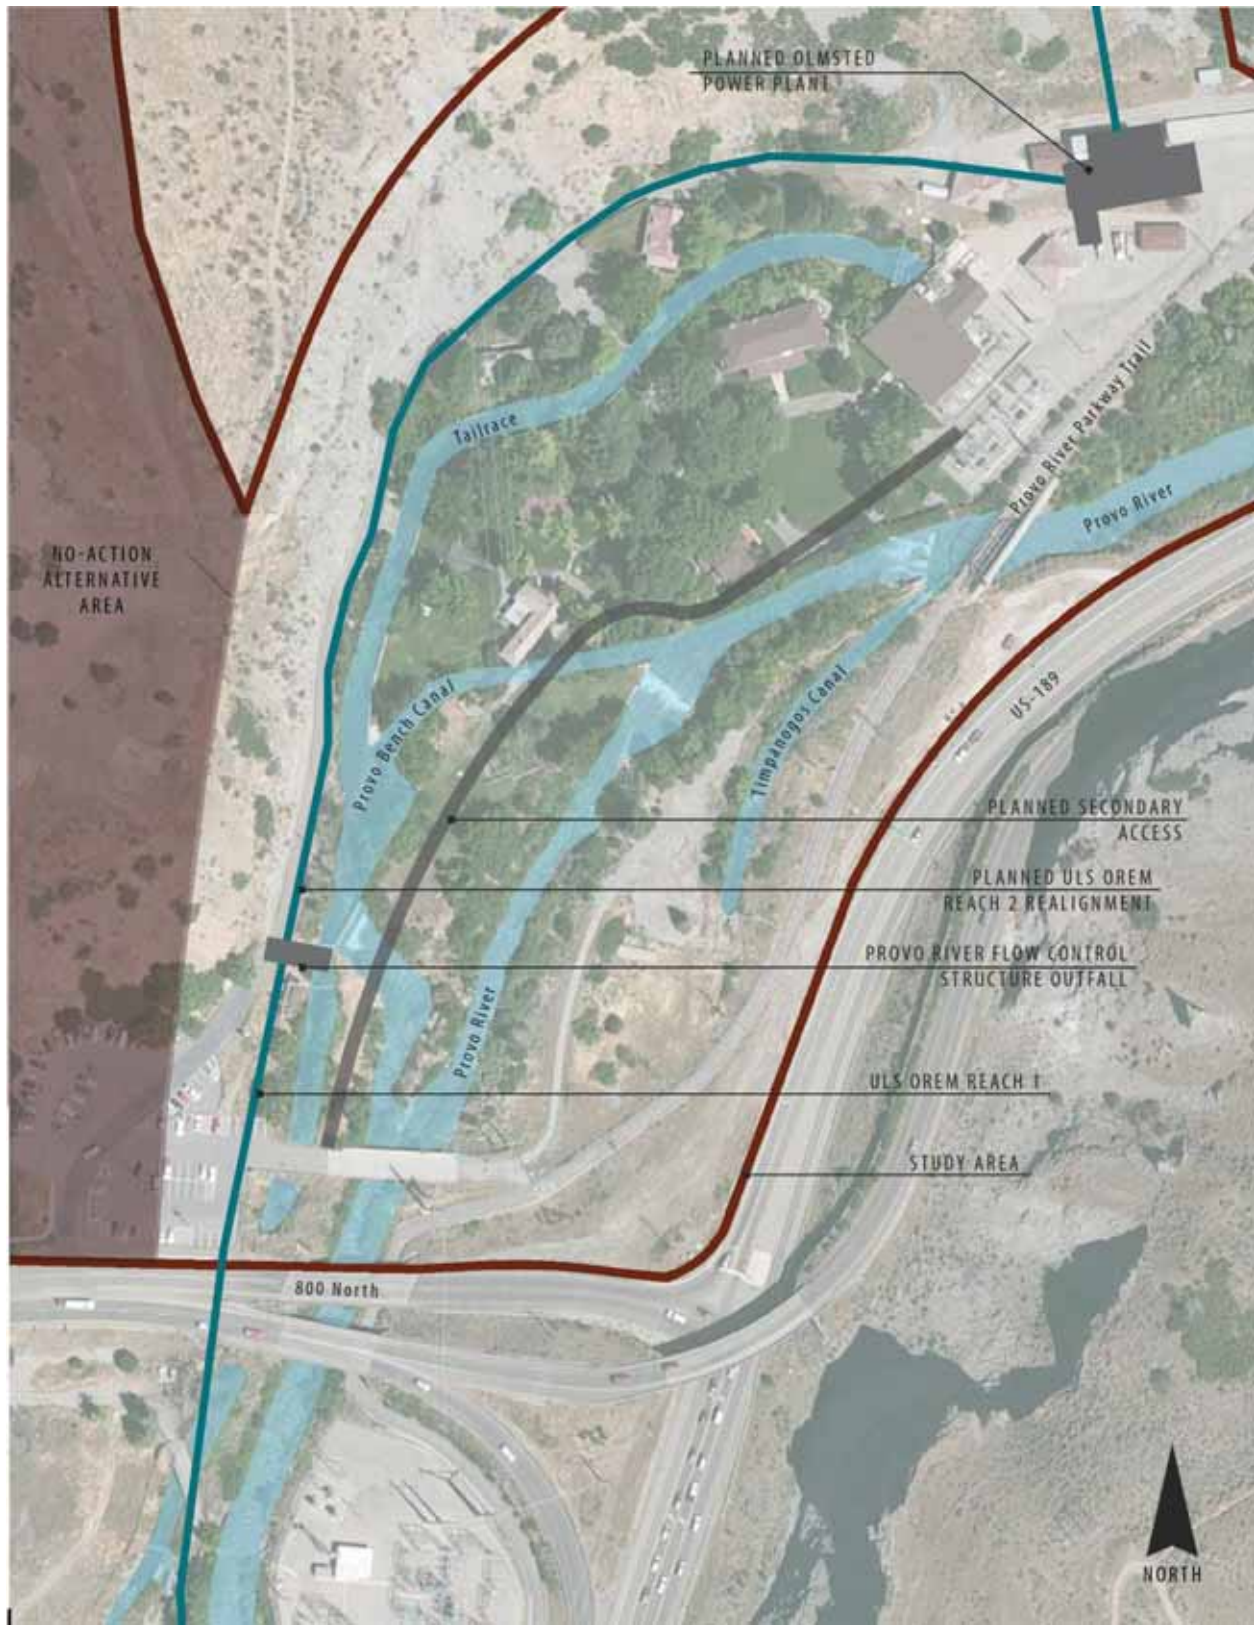 PLANNED OLMSTED
POWER PLANT
Tailrace
Provo River Parkway Trail
Provo River
NO-ACTION
ALTERNATIVE
AREA
US-189
Provo Bench Canal
Timpanogos Canal
PLANNED SECONDARY
ACCESS
PLANNED ULS OREM
REACH 2 REALIGNMENT
PROVO RIVER FLOW CONTROL
STRUCTURE OUTFALL
Provo River
ULS OREM REACH 1
STUDY AREA
800 North
NORTH